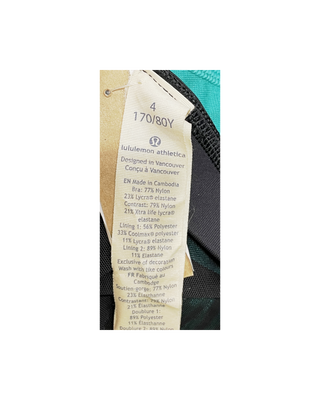 4
170/80Y
lululemon athletica
Designed in Vancouver
Conçu à Vancouver
EN Made in Cambodia
Bra: 77% Nylon
23% Lycra® elastane
Contrast: 79% Nylon
21% Xtra life lycra®
elastane
Lining 1: 56% Polyester
33% Coolmax® polyester
11% Lycra® elastane
Lining 2: 89% Nylon
11% Elastane
Exclusive of decoration
Wash with like colours
FR Fabriqué au
Cambodge
Soutien gorge: 77% Nylon
23% Élasthanne
79% Nylon
21% Élasthanne
Doublure 1:
Polyester
11% Élasthanne
Doublure 2: 89%